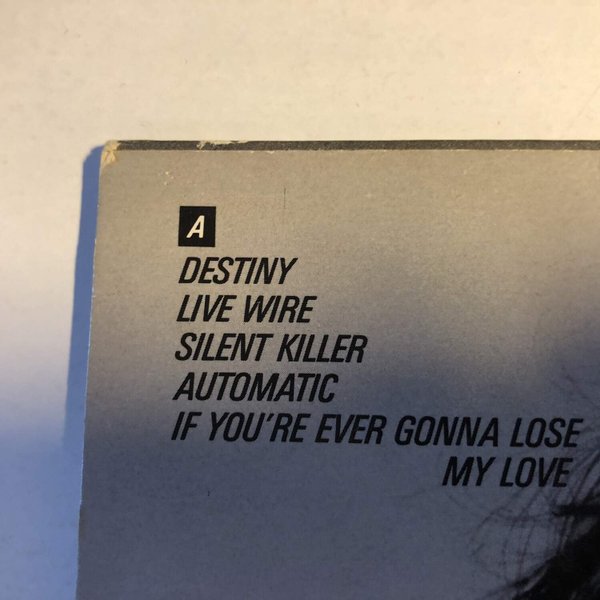 A
DESTINY
LIVE WIRE
SILENT KILLER
AUTOMATIC
IF YOU'RE EVER GONNA LOSE
MY LOVE